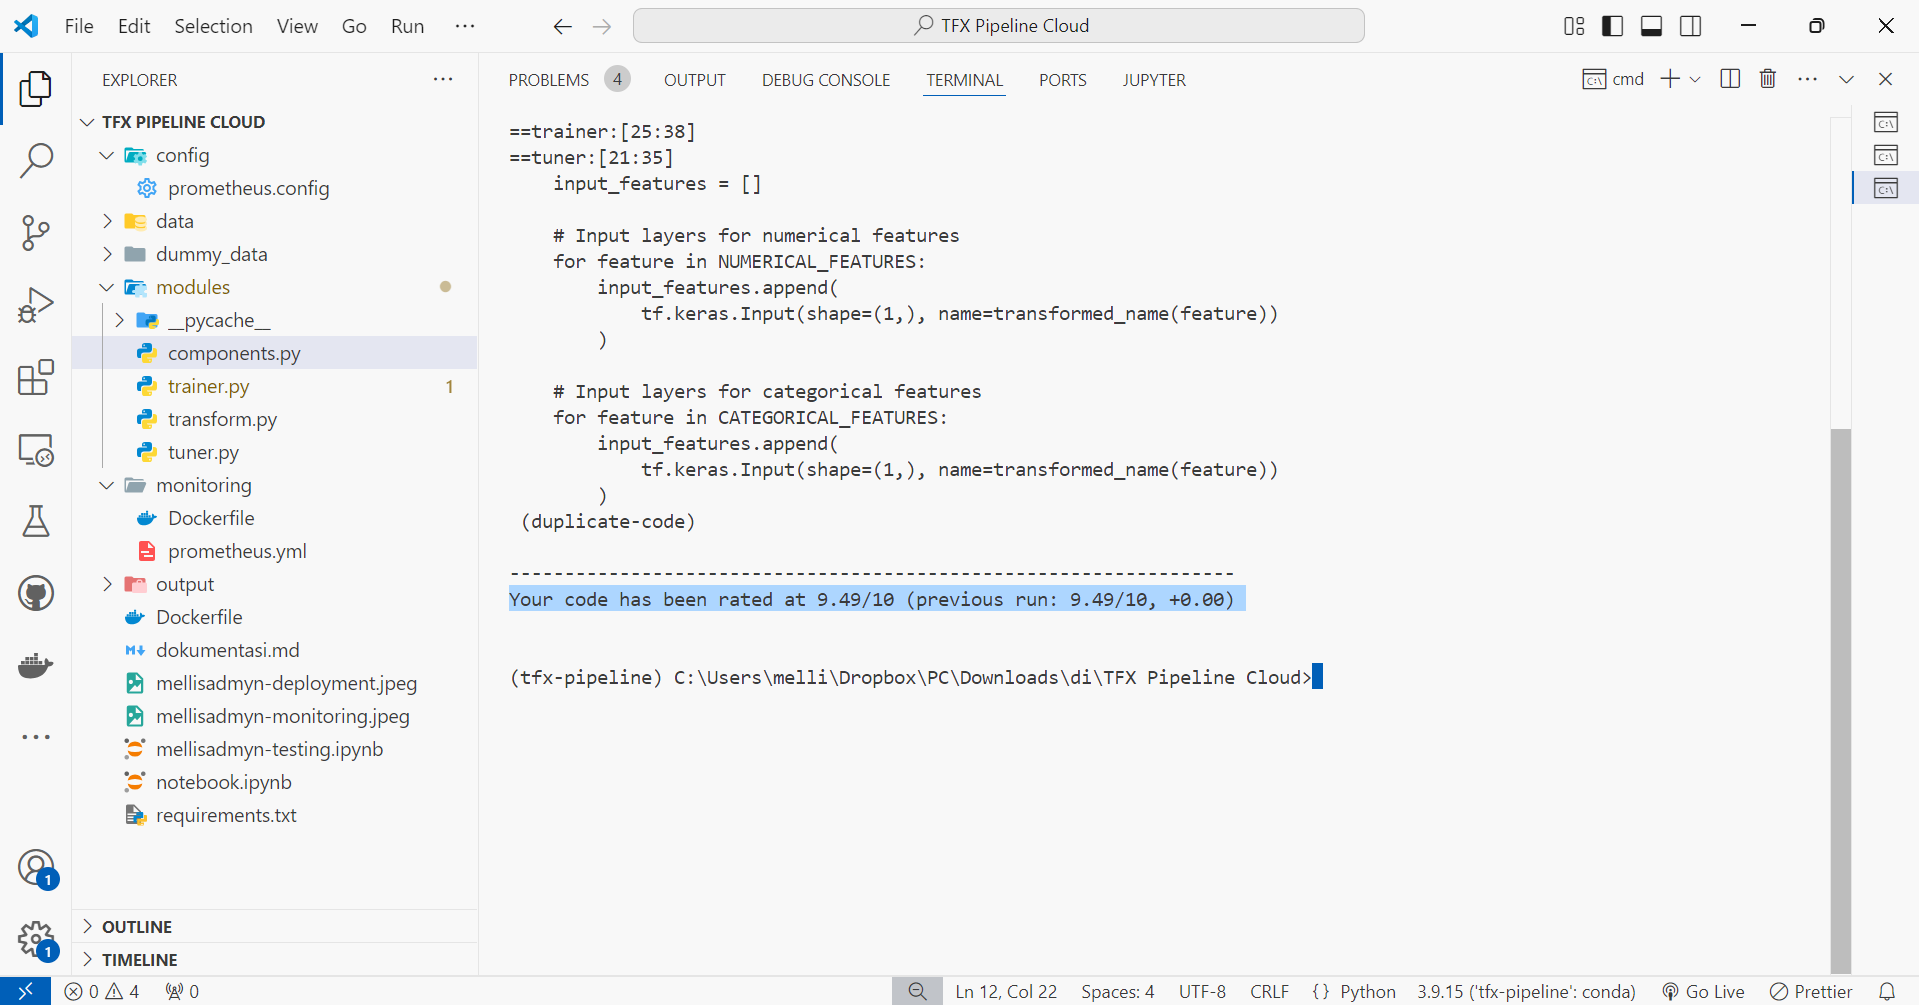 File Edit Selection View Go Run ···
TFX Pipeline Cloud
EXPLORER
TFX PIPELINE CLOUD
config
prometheus.config
data
dummy_data
modules
__pycache__
components.py
trainer.py 1
transform.py
tuner.py
monitoring
Dockerfile
prometheus.yml
output
Dockerfile
dokumentasi.md
mellisadmyn-deployment.jpeg
mellisadmyn-monitoring.jpeg
mellisadmyn-testing.ipynb
notebook.ipynb
requirements.txt
OUTLINE
TIMELINE
1
1
PROBLEMS 4 OUTPUT DEBUG CONSOLE TERMINAL PORTS JUPYTER
cmd
==trainer:[25:38]
==tuner:[21:35]
    input_features = []
    # Input layers for numerical features
    for feature in NUMERICAL_FEATURES:
        input_features.append(
            tf.keras.Input(shape=(1,), name=transformed_name(feature))
        )
    # Input layers for categorical features
    for feature in CATEGORICAL_FEATURES:
        input_features.append(
            tf.keras.Input(shape=(1,), name=transformed_name(feature))
        )
 (duplicate-code)
------------------------------------------------------------------
Your code has been rated at 9.49/10 (previous run: 9.49/10, +0.00)
(tfx-pipeline) C:\Users\melli\Dropbox\PC\Downloads\di\TFX Pipeline Cloud>
0 4 0 Ln 12, Col 22 Spaces: 4 UTF-8 CRLF {} Python 3.9.15 ('tfx-pipeline': conda) Go Live Prettier